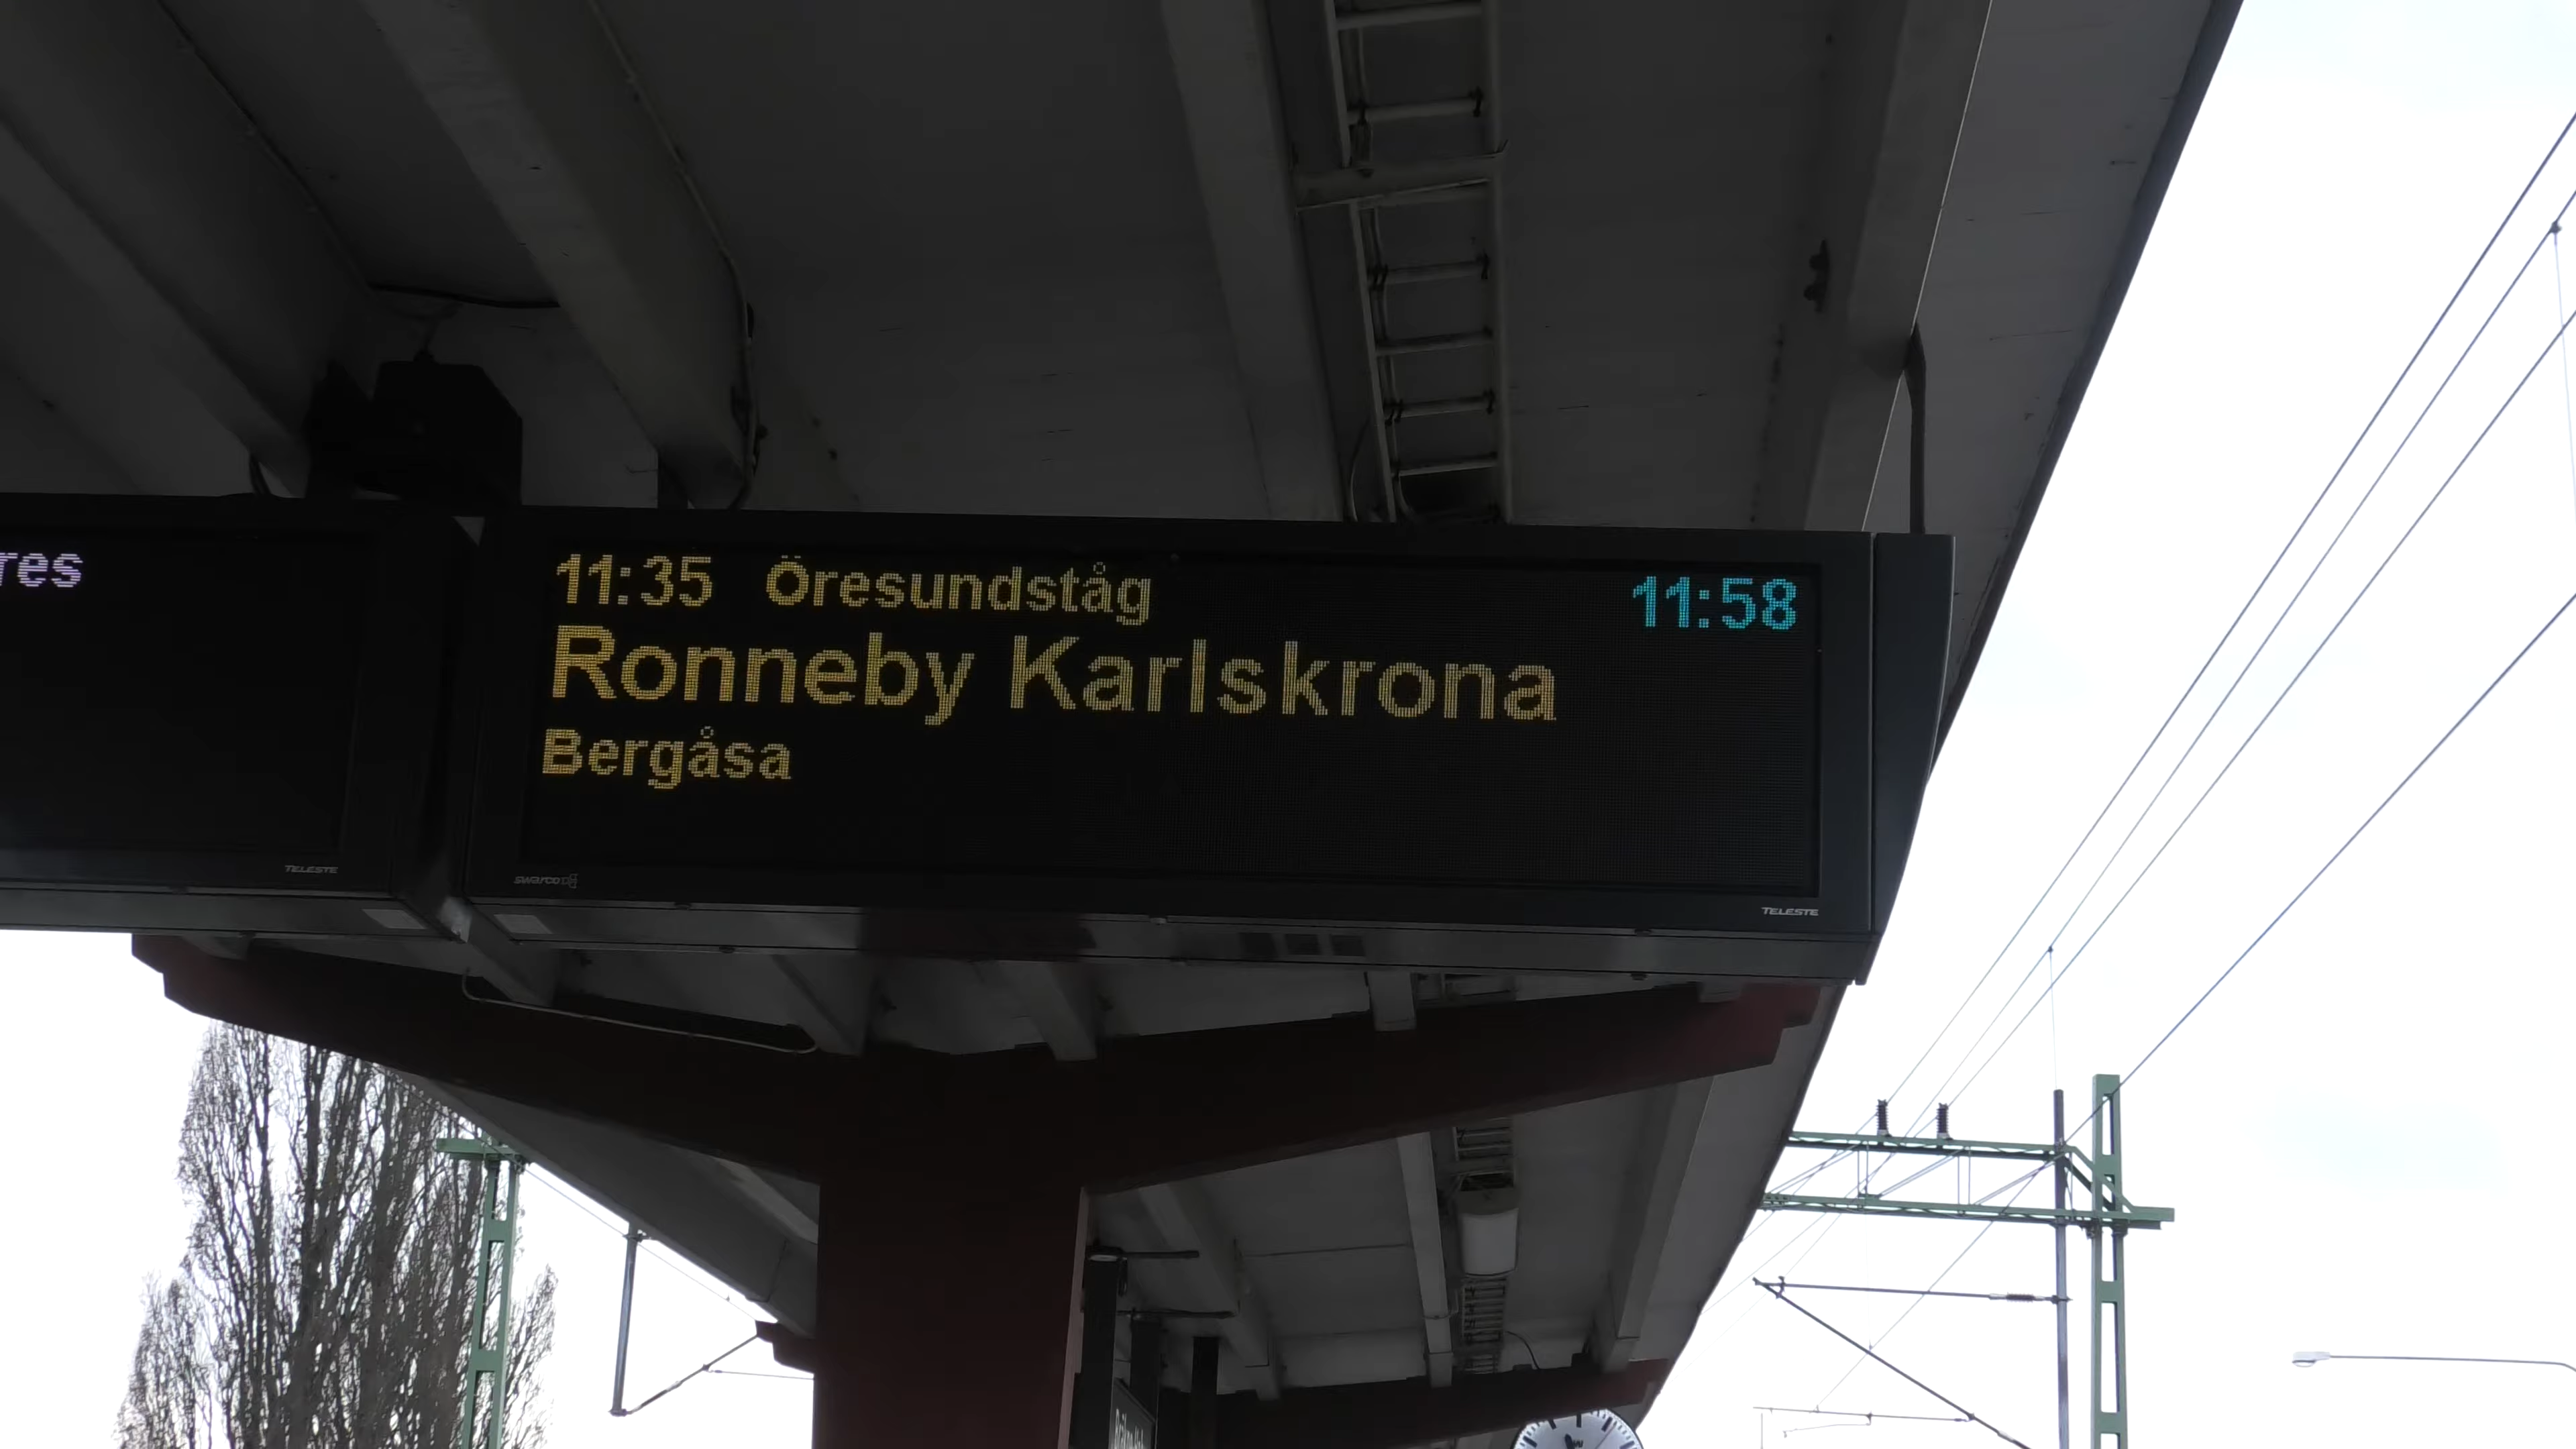 res
11:35 Öresundståg 11:58
Ronneby Karlskrona
Bergåsa
TELESTE
swarco
TELESTE